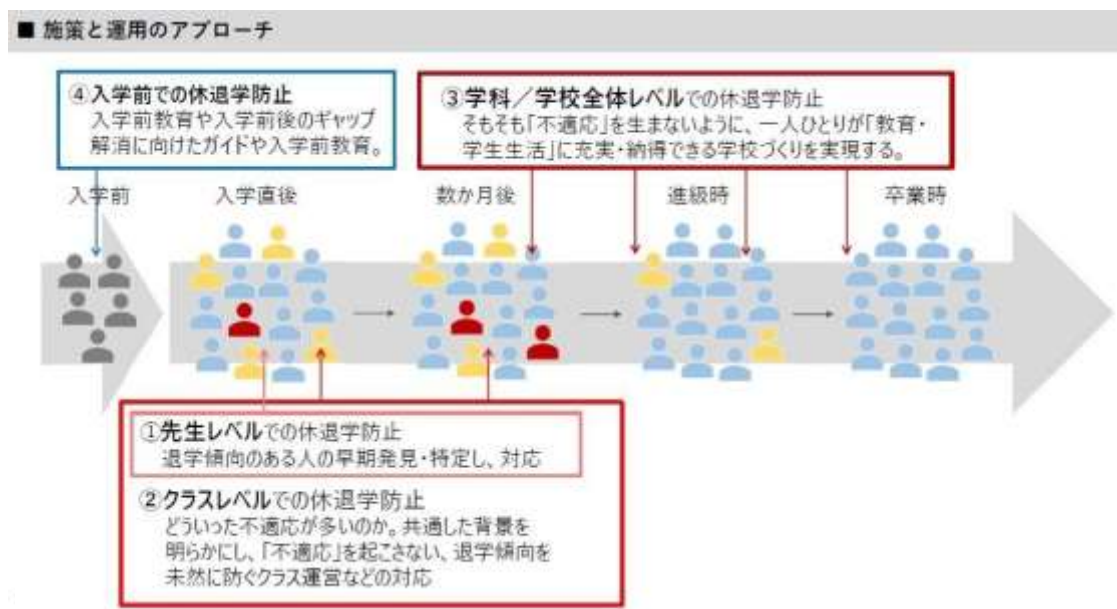 ■ 施策と運用のアプローチ
④入学前での休退学防止
入学前教育や入学前後のギャップ
解消に向けたガイドや入学前教育。
③学科/学校全体レベルでの休退学防止
そもそも「不適応」を生まないように、一人ひとりが「教育・
学生生活」に充実・納得できる学校づくりを実現する。
入学前
入学直後
数か月後
進級時
卒業時
①先生レベルでの休退学防止
退学傾向のある人の早期発見・特定し、対応
②クラスレベルでの休退学防止
どういった不適応が多いのか。共通した背景を
明らかにし、「不適応」を起こさない、退学傾向を
未然に防ぐクラス運営などの対応